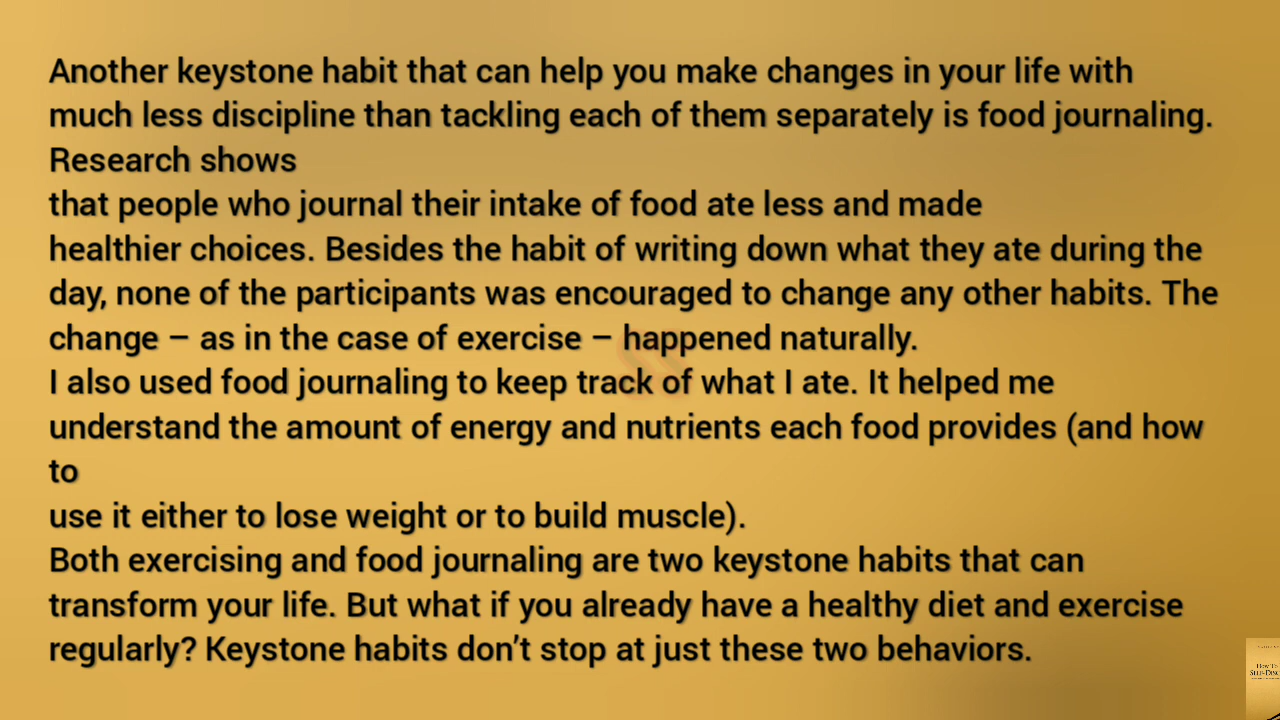 Another keystone habit that can help you make changes in your life with
much less discipline than tackling each of them separately is food journaling.
Research shows
that people who journal their intake of food ate less and made
healthier choices. Besides the habit of writing down what they ate during the
day, none of the participants was encouraged to change any other habits. The
change – as in the case of exercise – happened naturally.
I also used food journaling to keep track of what I ate. It helped me
understand the amount of energy and nutrients each food provides (and how
to
use it either to lose weight or to build muscle).
Both exercising and food journaling are two keystone habits that can
transform your life. But what if you already have a healthy diet and exercise
regularly? Keystone habits don’t stop at just these two behaviors.
How To